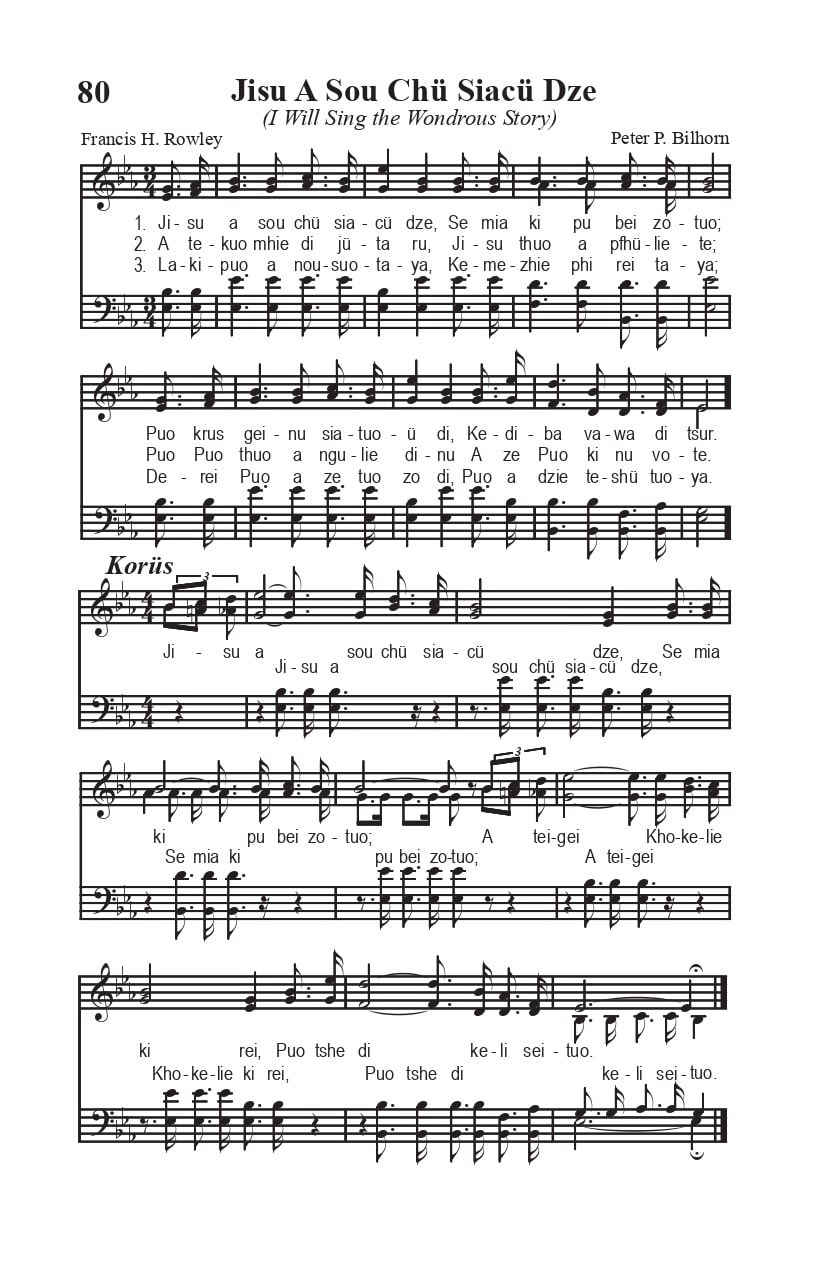 80 Jisu A Sou Chü Siacü Dze
(I Will Sing the Wondrous Story)
Francis H. Rowley Peter P. Bilhorn
1. Ji - su a sou chü sia - cü dze, Se mia ki pu bei zo - tuo;
2. A te - kuo mhie di jü - ta ru, Ji - su thuo a pfhü - lie - te;
3. La - ki - puo a nou - suo - ta - ya, Ke - me - zhie phi rei ta - ya;
Puo krus gei - nu sia - tuo - ü di, Ke - di - ba va - wa di tsur.
Puo Puo thuo a ngu - lie di - nu A ze Puo ki nu vo - te.
De - rei Puo a ze tuo zo di, Puo a dzie te - shü tuo - ya.
Korüs
3
Ji - su a sou chü sia - cü dze, Se mia
Ji - su a sou chü sia - cü dze,
3
ki pu bei zo - tuo; A tei - gei Kho - ke - lie
Se mia ki pu bei zo - tuo; A tei - gei
ki rei, Puo tshe di ke - li sei - tuo.
Kho - ke - lie ki rei, Puo tshe di ke - li sei - tuo.